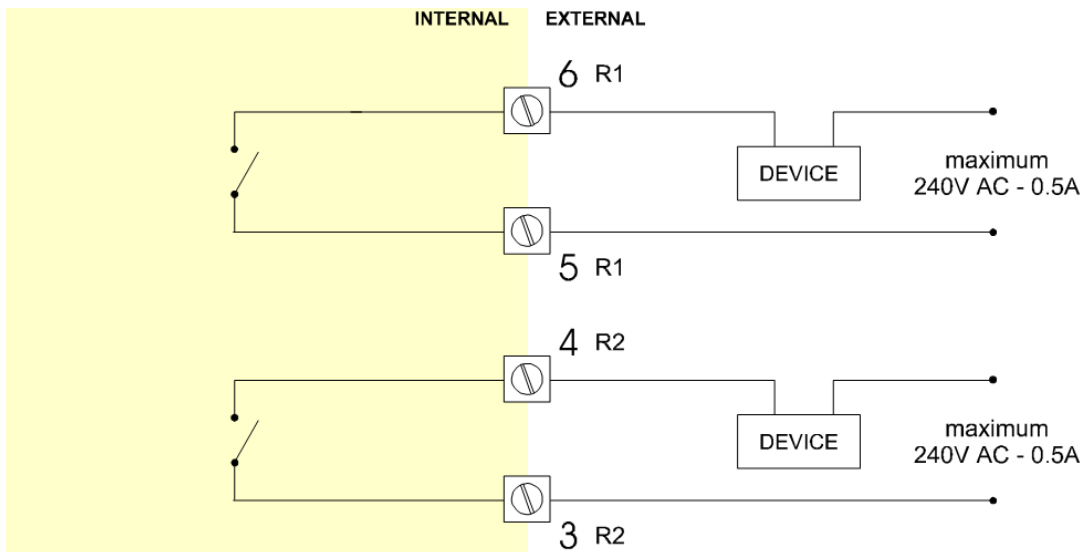 INTERNAL EXTERNAL
6 R1
DEVICE
maximum
240V AC - 0.5A
5 R1
4 R2
DEVICE
maximum
240V AC - 0.5A
3 R2